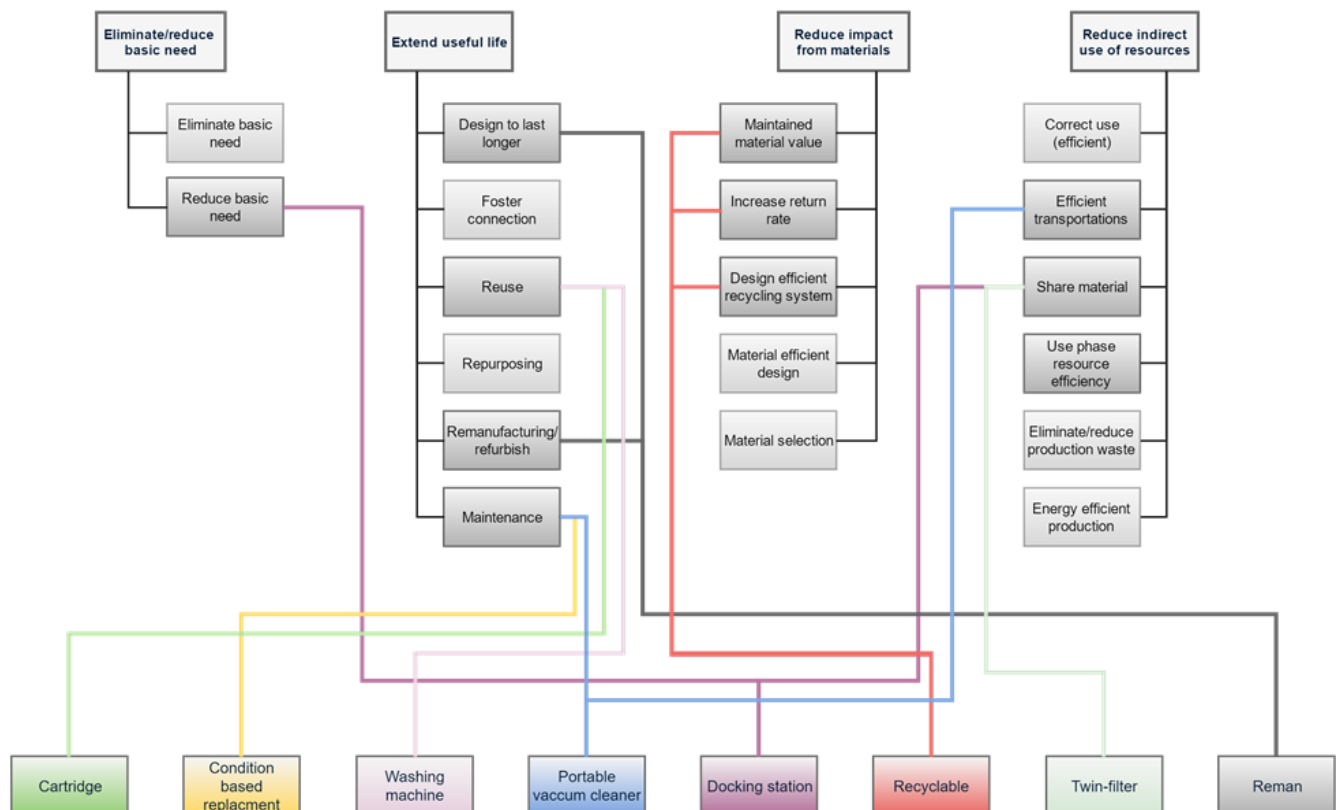 Eliminate/reduce
basic need
Extend useful life
Reduce impact
from materials
Reduce indirect
use of resources
Eliminate basic
need
Reduce basic
need
Design to last
longer
Foster
connection
Reuse
Repurposing
Remanufacturing/
refurbish
Maintenance
Maintained
material value
Increase return
rate
Design efficient
recycling system
Material efficient
design
Material selection
Correct use
(efficient)
Efficient
transportations
Share material
Use phase
resource
efficiency
Eliminate/reduce
production waste
Energy efficient
production
Cartridge
Condition
based
replacment
Washing
machine
Portable
vaccum cleaner
Docking station
Recyclable
Twin-filter
Reman